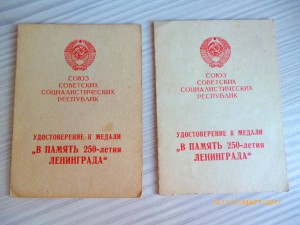 СОЮЗ
СОВЕТСКИХ
СОЦИАЛИСТИЧЕСКИХ
РЕСПУБЛИК
УДОСТОВЕРЕНИЕ К МЕДАЛИ
„В ПАМЯТЬ 250-летия
ЛЕНИНГРАДА“
СОЮЗ
СОВЕТСКИХ
СОЦИАЛИСТИЧЕСКИХ
РЕСПУБЛИК
УДОСТОВЕРЕНИЕ К МЕДАЛИ
„В ПАМЯТЬ 250-летия
ЛЕНИНГРАДА“